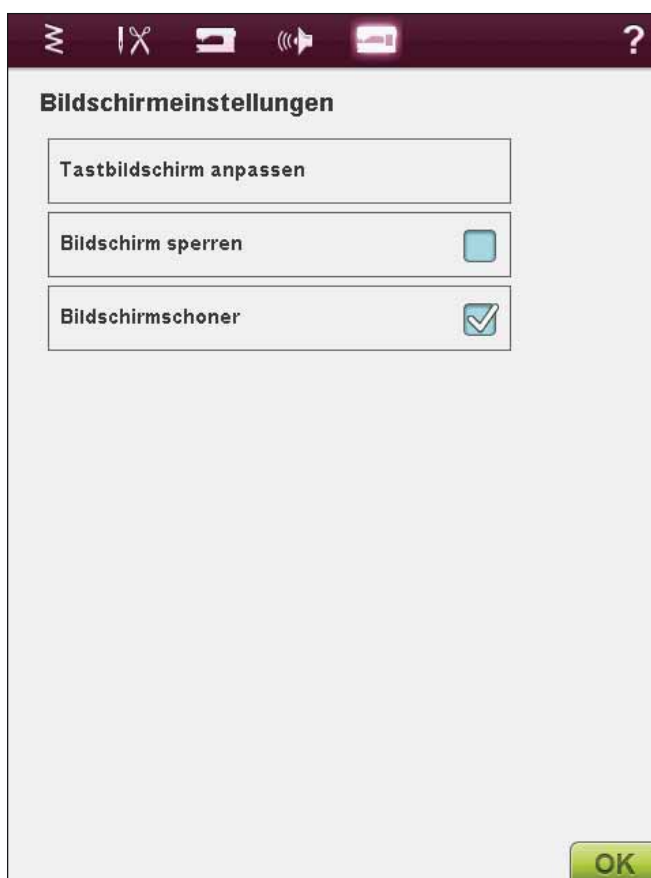 ?
Bildschirmeinstellungen
Tastbildschirm anpassen
Bildschirm sperren
Bildschirmschoner
OK